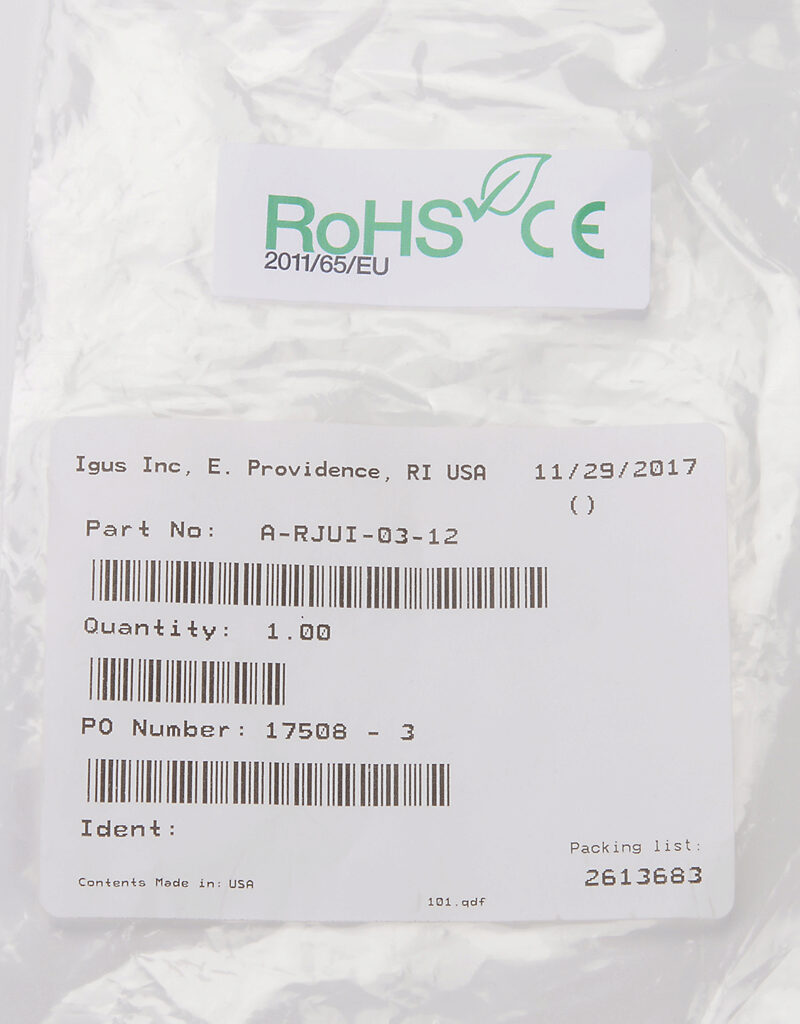 RoHS CE
2011/65/EU
Igus Inc, E. Providence, RI USA 11/29/2017
()
Part No: A-RJUI-03-12
Quantity: 1.00
PO Number: 17508 - 3
Ident:
Packing list:
2613683
Contents Made in: USA
101.qdf